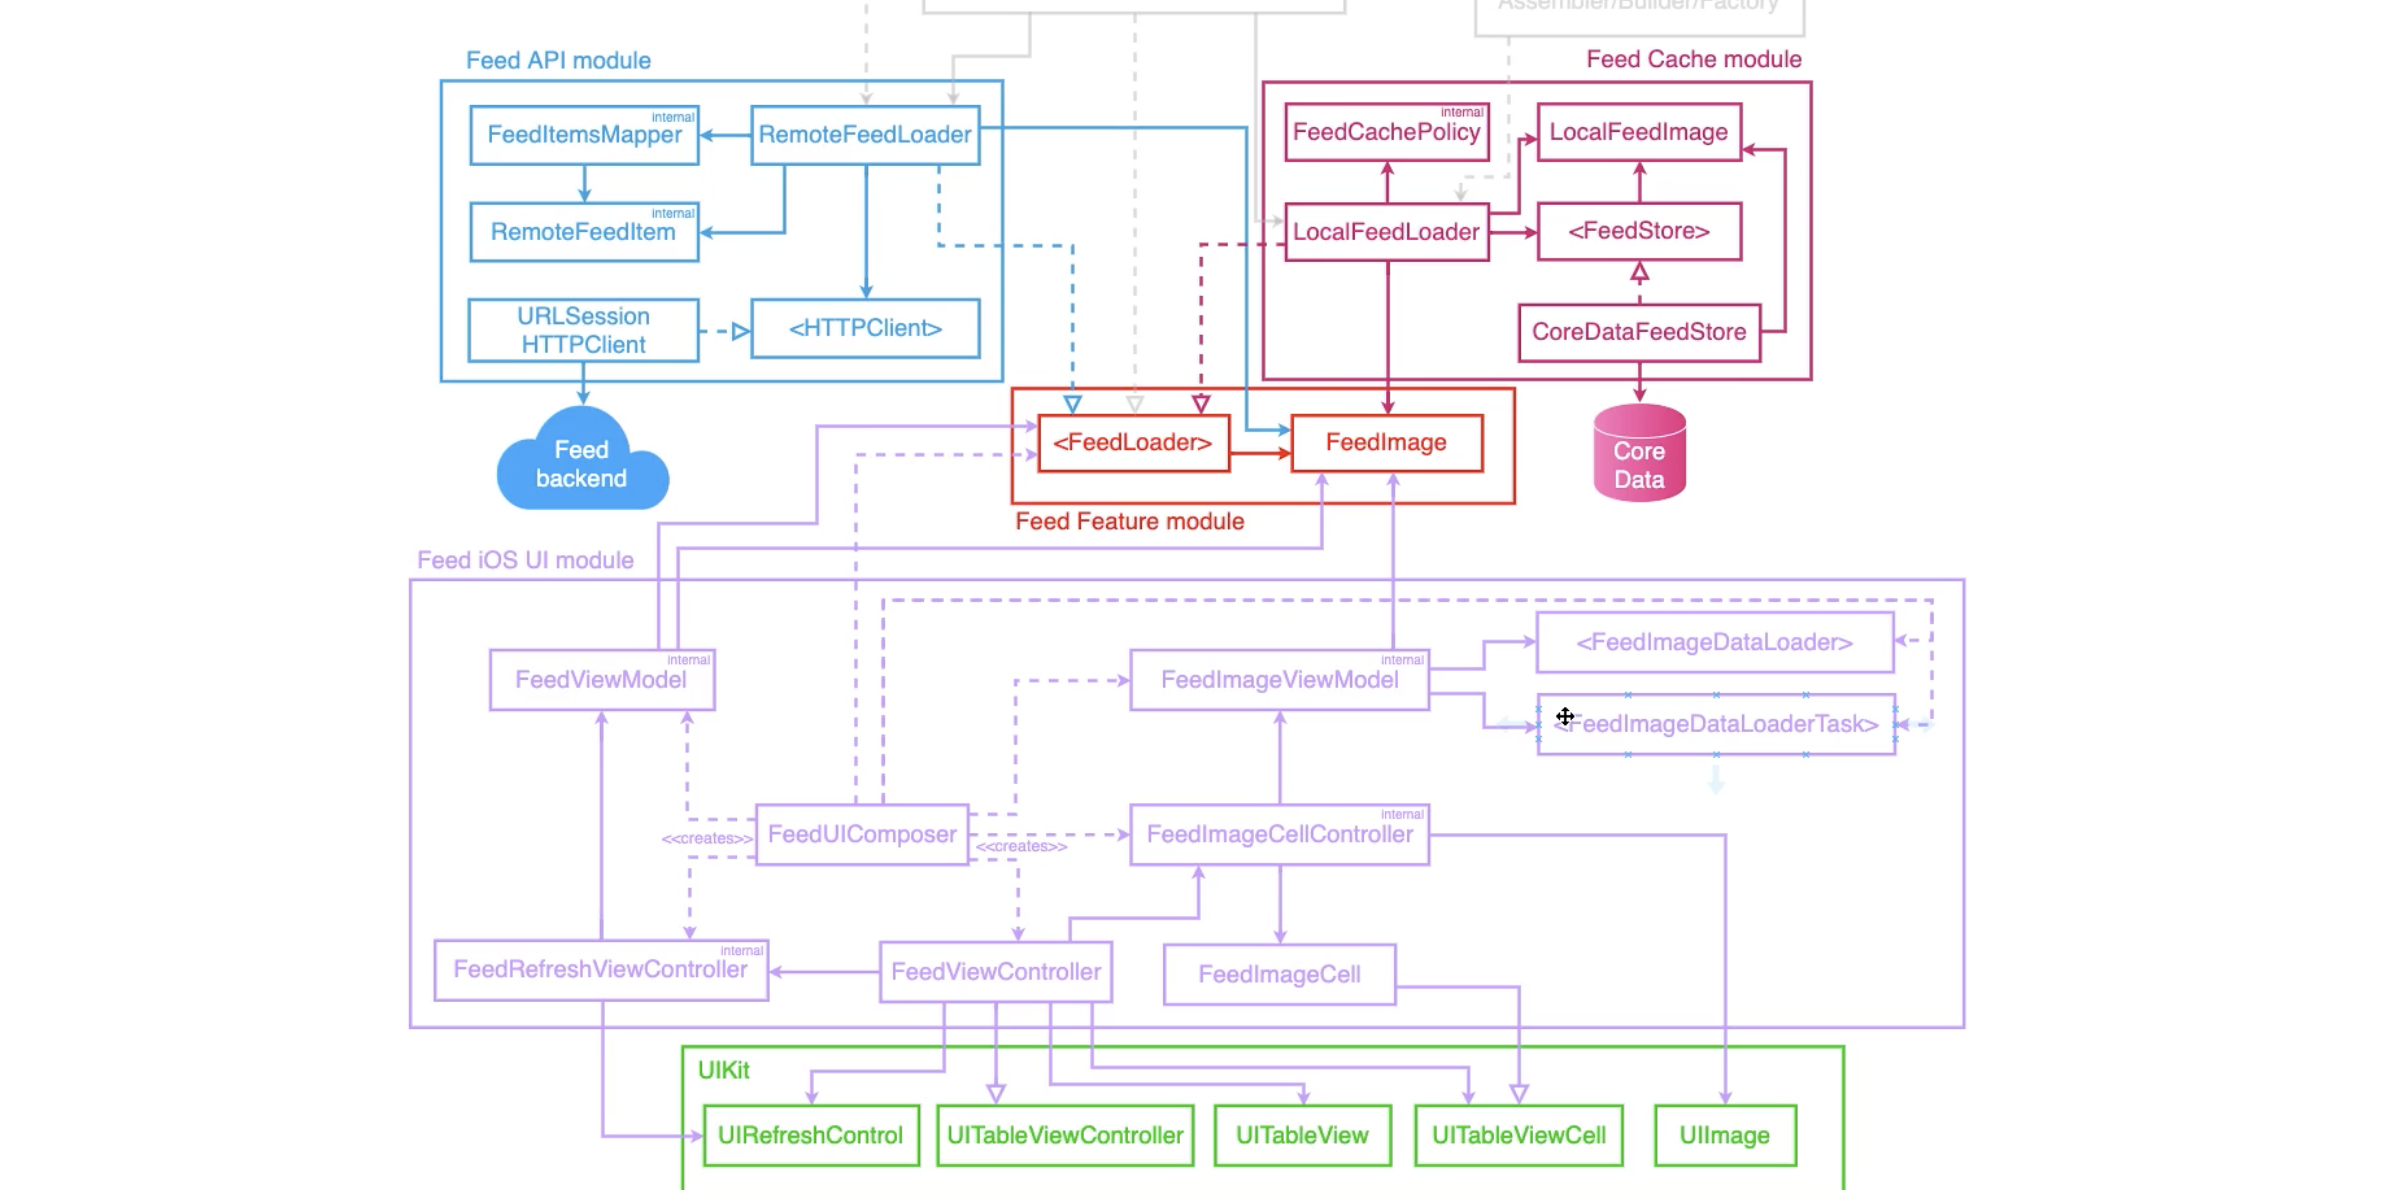 Assembler/Builder/Factory
Feed API module
Feed Cache module
internal
FeedItemsMapper
RemoteFeedLoader
internal
FeedCachePolicy
LocalFeedImage
internal
RemoteFeedItem
LocalFeedLoader
<FeedStore>
URLSession
HTTPClient
<HTTPClient>
CoreDataFeedStore
Feed
backend
<FeedLoader>
FeedImage
Core
Data
Feed Feature module
Feed iOS UI module
internal
FeedViewModel
internal
FeedImageViewModel
<FeedImageDataLoader>
<FeedImageDataLoaderTask>
<<creates>>
FeedUIComposer
<<creates>>
internal
FeedImageCellController
internal
FeedRefreshViewController
FeedViewController
FeedImageCell
UIKit
UIRefreshControl
UITableViewController
UITableView
UITableViewCell
UIImage